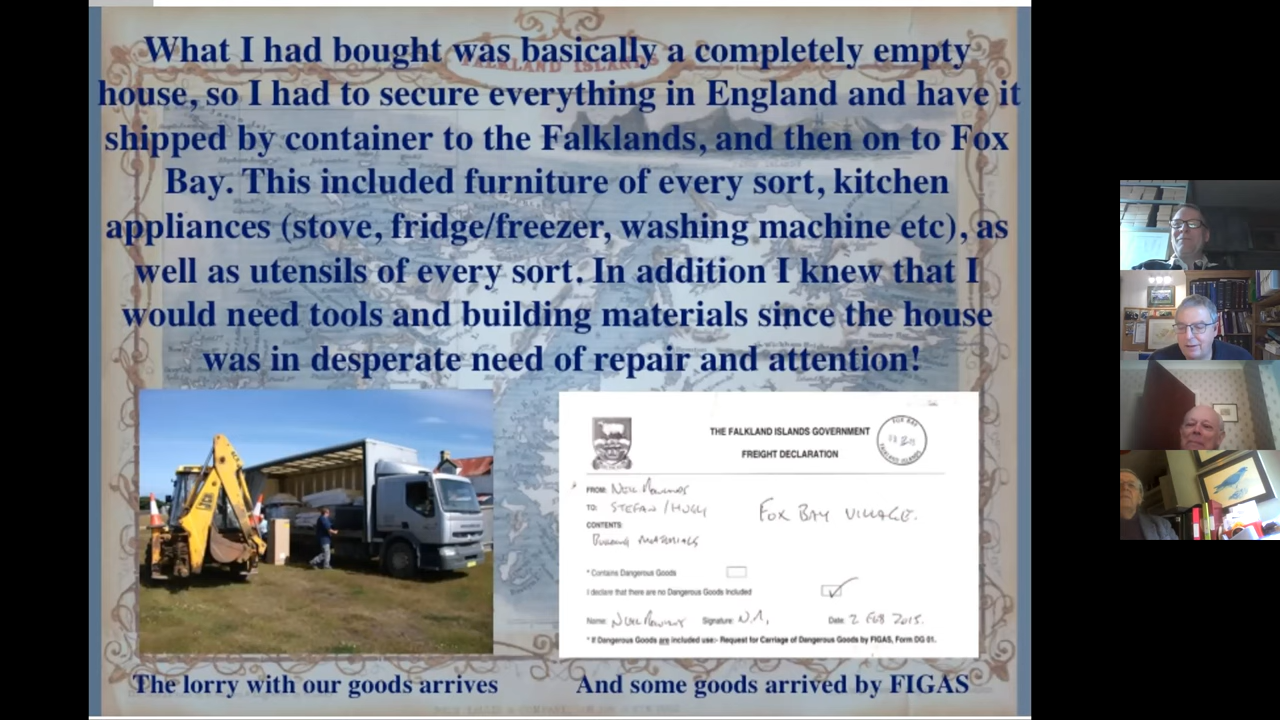 What I had bought was basically a completely empty
house, so I had to secure everything in England and have it
shipped by container to the Falklands, and then on to Fox
Bay. This included furniture of every sort, kitchen
appliances (stove, fridge/freezer, washing machine etc), as
well as utensils of every sort. In addition I knew that I
would need tools and building materials since the house
was in desperate need of repair and attention!
FALKLAND ISLANDS
JCB
THE FALKLAND ISLANDS GOVERNMENT
FREIGHT DECLARATION
FOX BAY
FALKLAND ISLANDS
FROM:
TO: STEFAN/HUGH
FOX BAY VILLAGE.
CONTENTS:
BUILDING MATERIALS
* Contains Dangerous Goods
I declare that there are no Dangerous Goods Included
Name: Signature: Date: 2 FEB 2015.
* If Dangerous Goods are included use:- Request for Carriage of Dangerous Goods by FIGAS, Form DG 01.
The lorry with our goods arrives
And some goods arrived by FIGAS